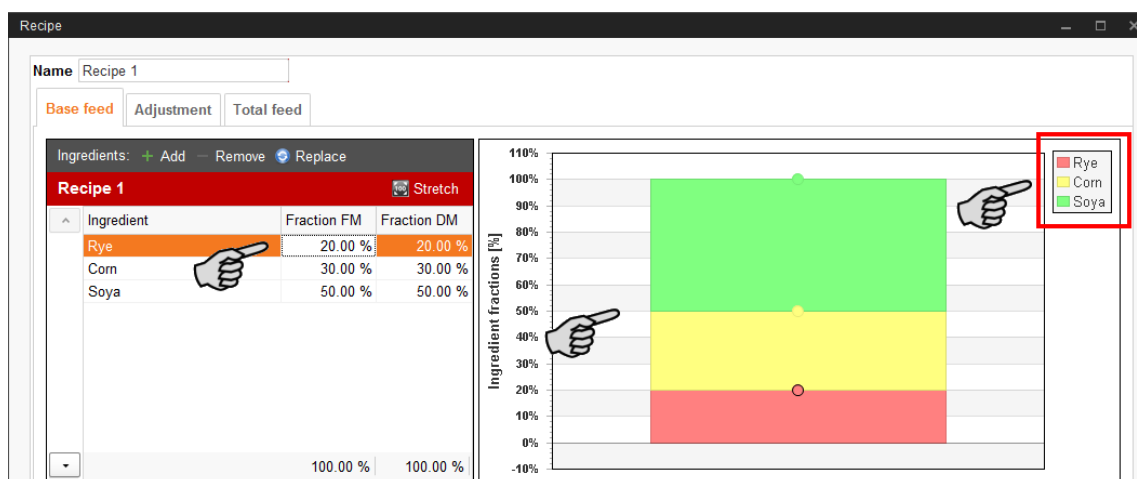 Recipe
Name Recipe 1
Base feed Adjustment Total feed
Ingredients: + Add − Remove Replace
Recipe 1 100 Stretch
Ingredient Fraction FM Fraction DM
Rye 20.00 % 20.00 %
Corn 30.00 % 30.00 %
Soya 50.00 % 50.00 %
100.00 % 100.00 %
Ingredient fractions [%]
110%
100%
90%
80%
70%
60%
50%
40%
30%
20%
10%
0%
-10%
Rye
Corn
Soya